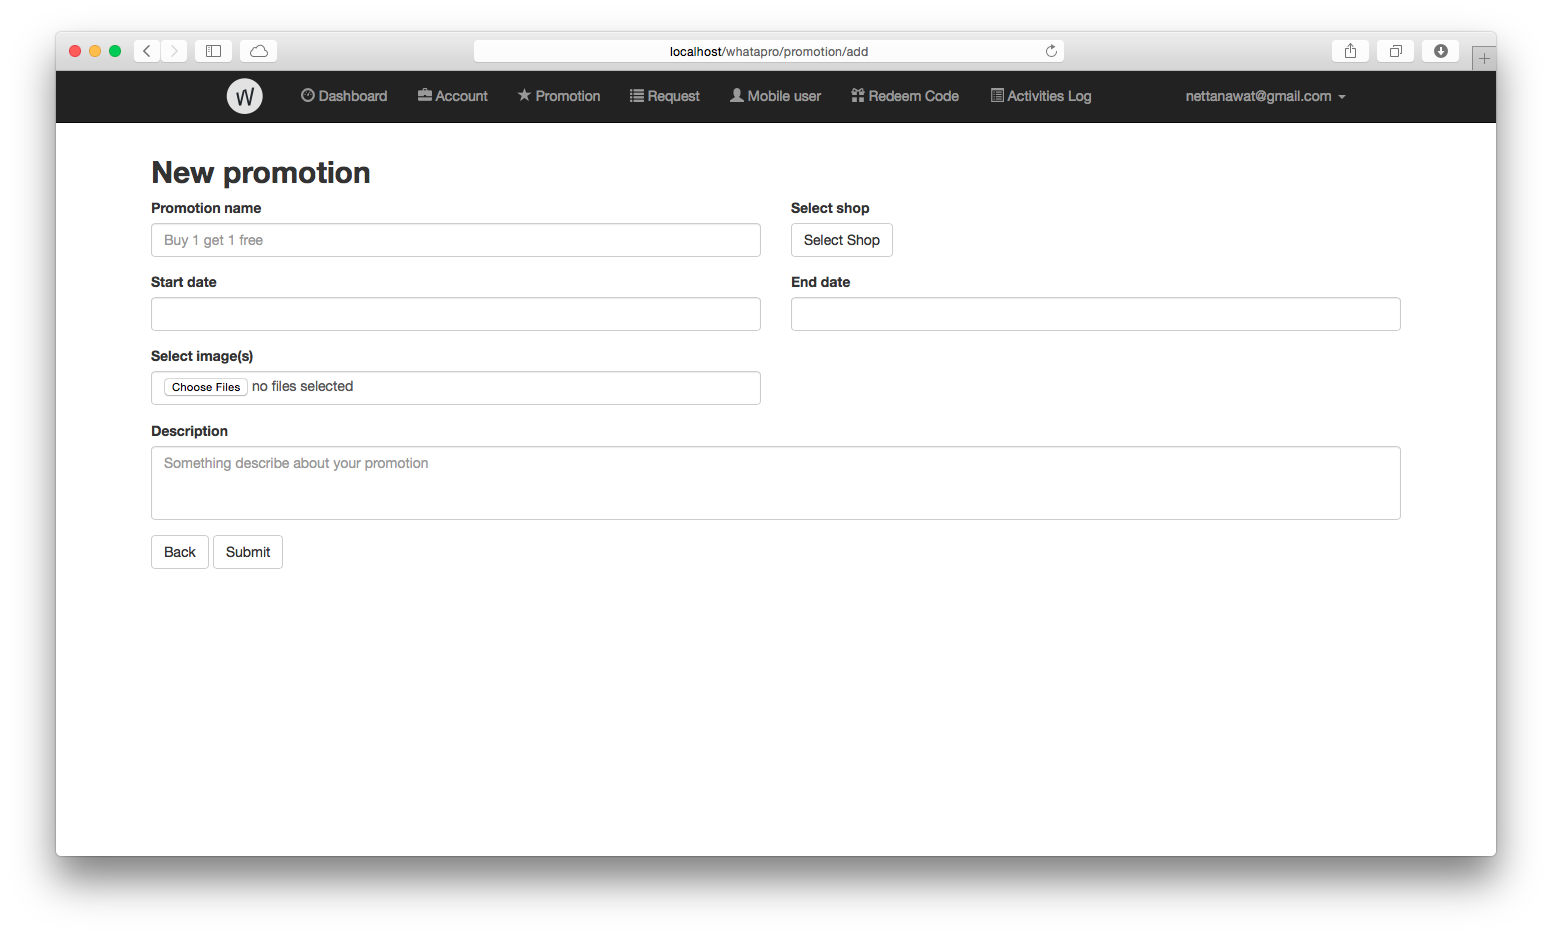 localhost/whatapro/promotion/add
W Dashboard Account Promotion Request Mobile user Redeem Code Activities Log nettanawat@gmail.com
New promotion
Promotion name Select shop
Buy 1 get 1 free Select Shop
Start date End date
Select image(s)
Choose Files no files selected
Description
Something describe about your promotion
Back Submit